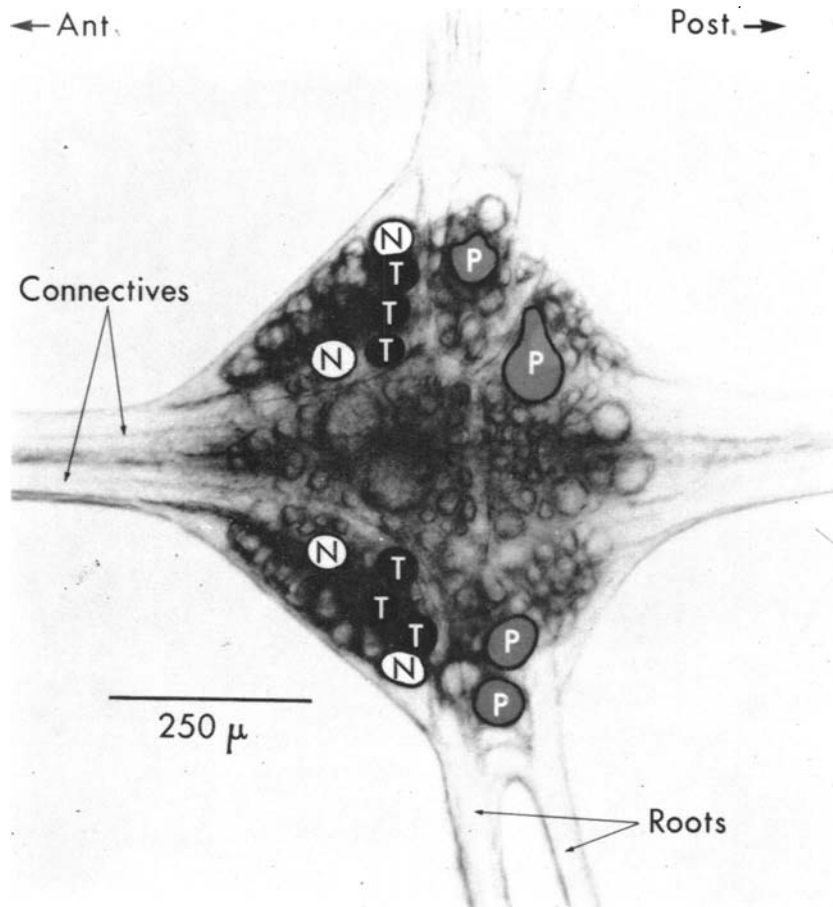 ← Ant. Post. →
N
T
P
T
Connectives
T
N
P
N
T
T
T
P
N
P
250 μ
Roots